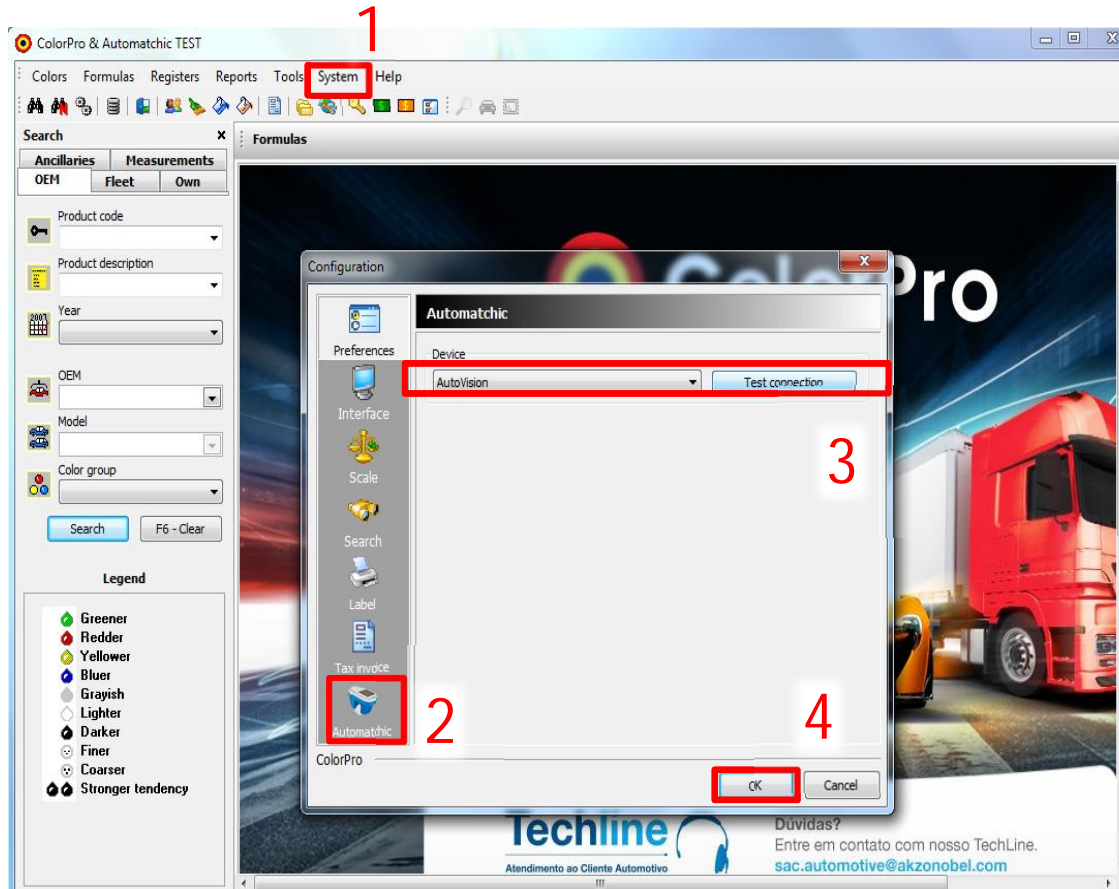 1
ColorPro & Automatchic TEST
Colors Formulas Registers Reports Tools System Help
Search
Formulas
Ancillaries Measurements
OEM Fleet Own
Product code
Product description
2007
Year
OEM
Model
Color group
Search F6 - Clear
Legend
Greener
Redder
Yellower
Bluer
Grayish
Lighter
Darker
Finer
Coarser
Stronger tendency
ColorPro
Configuration
Preferences
Interface
Scale
Search
Label
Tax invoice
Automatchic
Automatchic
Device
AutoVision Test connection
3
2
4
ColorPro
OK Cancel
Techline
Atendimento ao Cliente Automotivo
Dúvidas?
Entre em contato com nosso TechLine.
sac.automotive@akzonobel.com